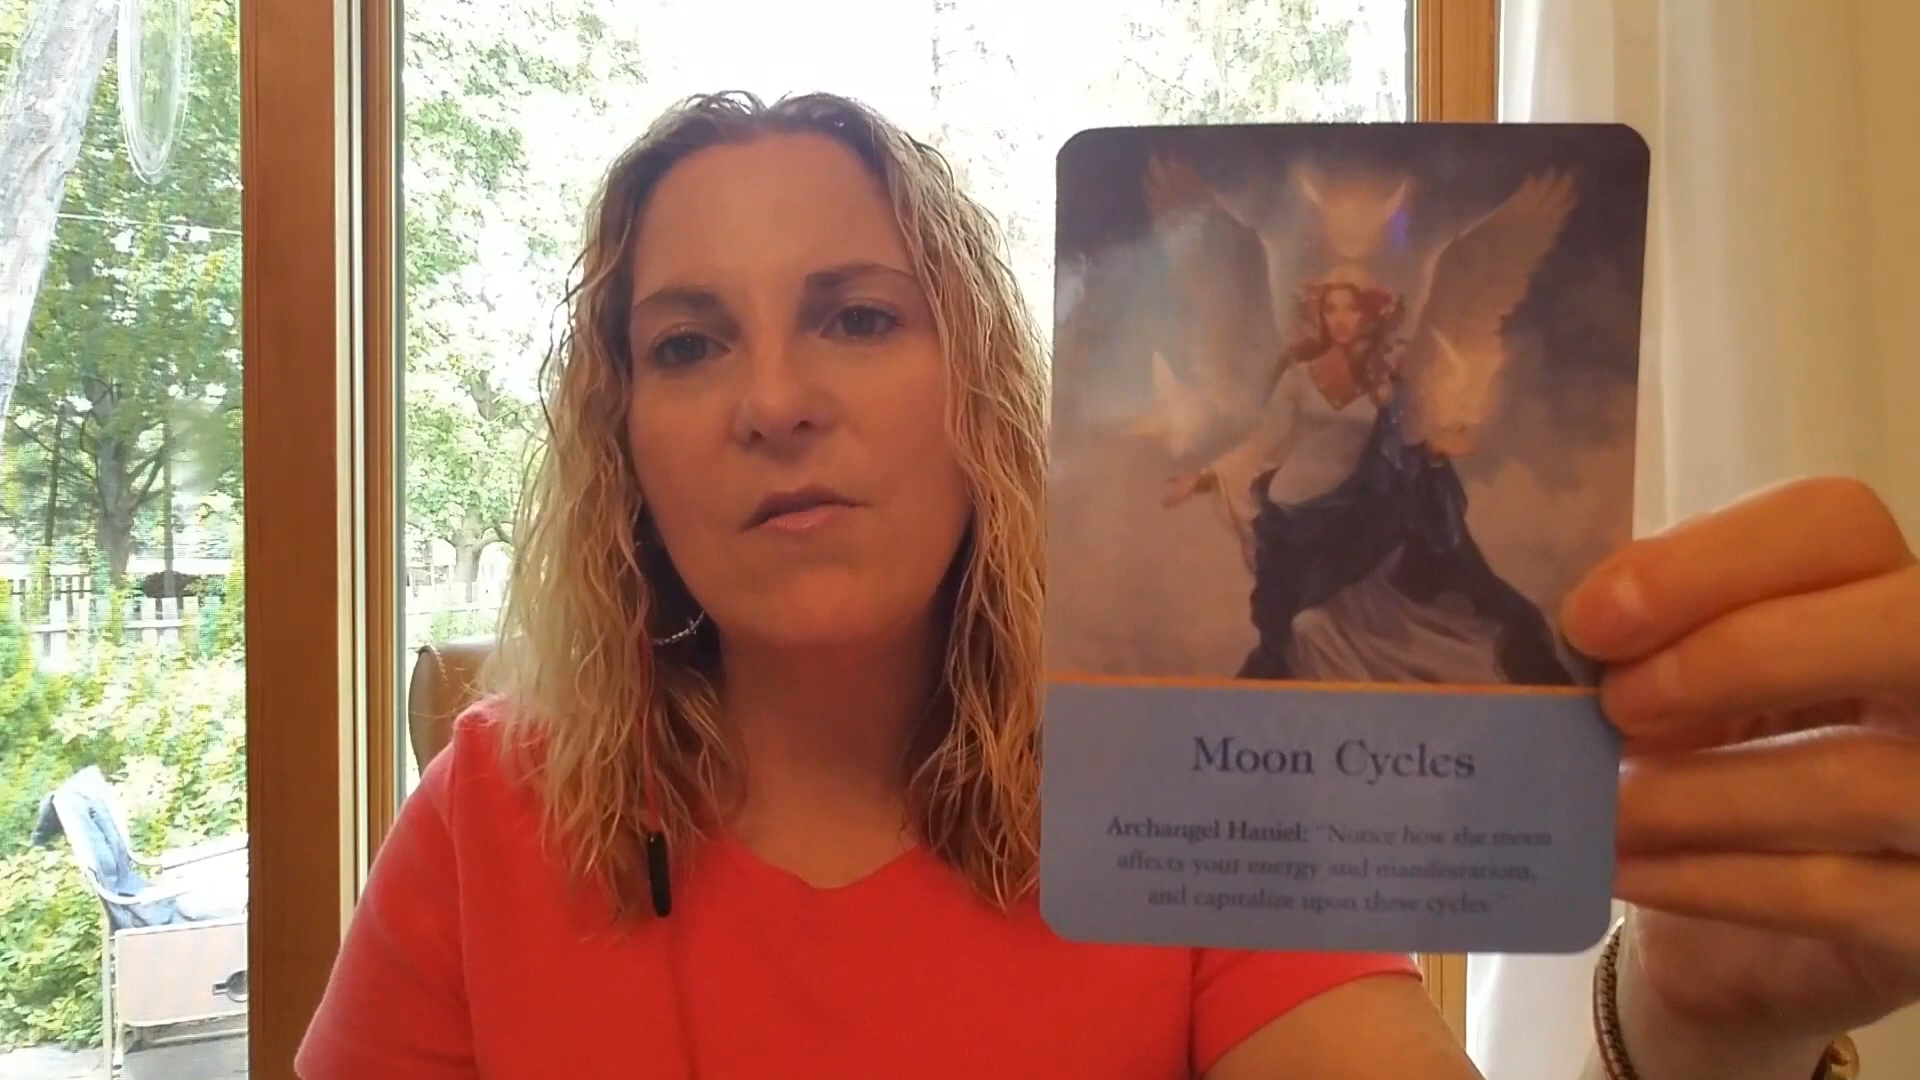 Moon Cycles
Archangel Haniel: "Notice how the moon
affects your energy and manifestations,
and capitalize upon these cycles."